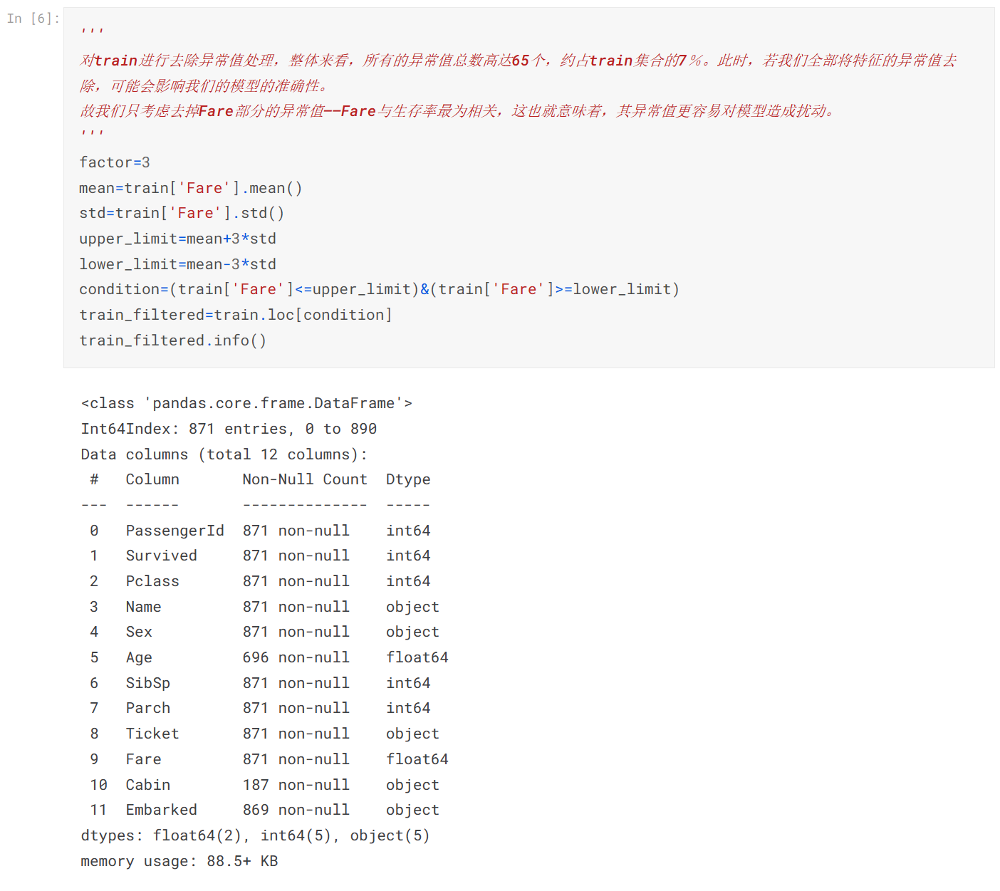 In [6]:
'''
对train进行去除异常值处理，整体来看，所有的异常值总数高达65个，约占train集合的7％。此时，若我们全部将特征的异常值去
除，可能会影响我们的模型的准确性。
故我们只考虑去掉Fare部分的异常值——Fare与生存率最为相关，这也就意味着，其异常值更容易对模型造成扰动。
'''
factor=3
mean=train['Fare'].mean()
std=train['Fare'].std()
upper_limit=mean+3*std
lower_limit=mean-3*std
condition=(train['Fare']<=upper_limit)&(train['Fare']>=lower_limit)
train_filtered=train.loc[condition]
train_filtered.info()
<class 'pandas.core.frame.DataFrame'>
Int64Index: 871 entries, 0 to 890
Data columns (total 12 columns):
 #   Column       Non-Null Count  Dtype
---  ------       --------------  -----
 0   PassengerId  871 non-null    int64
 1   Survived     871 non-null    int64
 2   Pclass       871 non-null    int64
 3   Name         871 non-null    object
 4   Sex          871 non-null    object
 5   Age          696 non-null    float64
 6   SibSp        871 non-null    int64
 7   Parch        871 non-null    int64
 8   Ticket       871 non-null    object
 9   Fare         871 non-null    float64
 10  Cabin        187 non-null    object
 11  Embarked     869 non-null    object
dtypes: float64(2), int64(5), object(5)
memory usage: 88.5+ KB